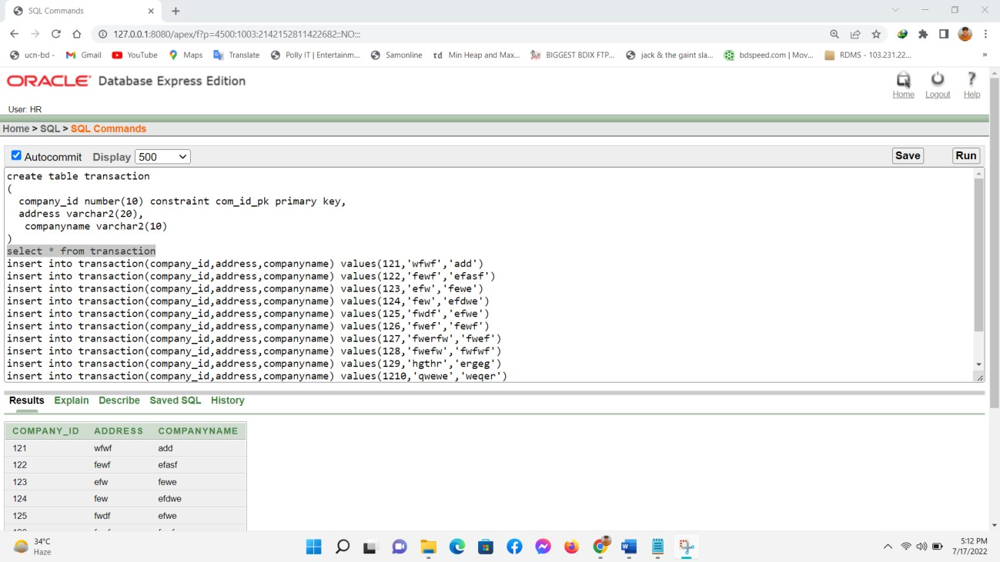 SQL Commands
127.0.0.1:8080/apex/f?p=4500:1003:2142152811422682::NO:::
ucn-bd - Gmail YouTube Maps Translate Polly IT | Entertainm... Samonline Min Heap and Max... BIGGEST BDIX FTP... jack & the gaint sla... bdspeed.com | Mov... RDMS - 103.231.22...
ORACLE Database Express Edition
Home Logout Help
User: HR
Home > SQL > SQL Commands
Autocommit Display 500 Save Run
create table transaction
(
company_id number(10) constraint com_id_pk primary key,
address varchar2(20),
companyname varchar2(10)
)
select * from transaction
insert into transaction(company_id,address,companyname) values(121,'wfwf','add')
insert into transaction(company_id,address,companyname) values(122,'fewf','efasf')
insert into transaction(company_id,address,companyname) values(123,'efw','fewe')
insert into transaction(company_id,address,companyname) values(124,'few','efdwe')
insert into transaction(company_id,address,companyname) values(125,'fwdf','efwe')
insert into transaction(company_id,address,companyname) values(126,'fwef','fewf')
insert into transaction(company_id,address,companyname) values(127,'fwerfw','fwef')
insert into transaction(company_id,address,companyname) values(128,'fwefw','fwfwf')
insert into transaction(company_id,address,companyname) values(129,'hgthr','ergeg')
insert into transaction(company_id,address,companyname) values(1210,'qwewe','weqer')
Results Explain Describe Saved SQL History
COMPANY_ID ADDRESS COMPANYNAME
121 wfwf add
122 fewf efasf
123 efw fewe
124 few efdwe
125 fwdf efwe
34°C
Haze
5:12 PM
7/17/2022